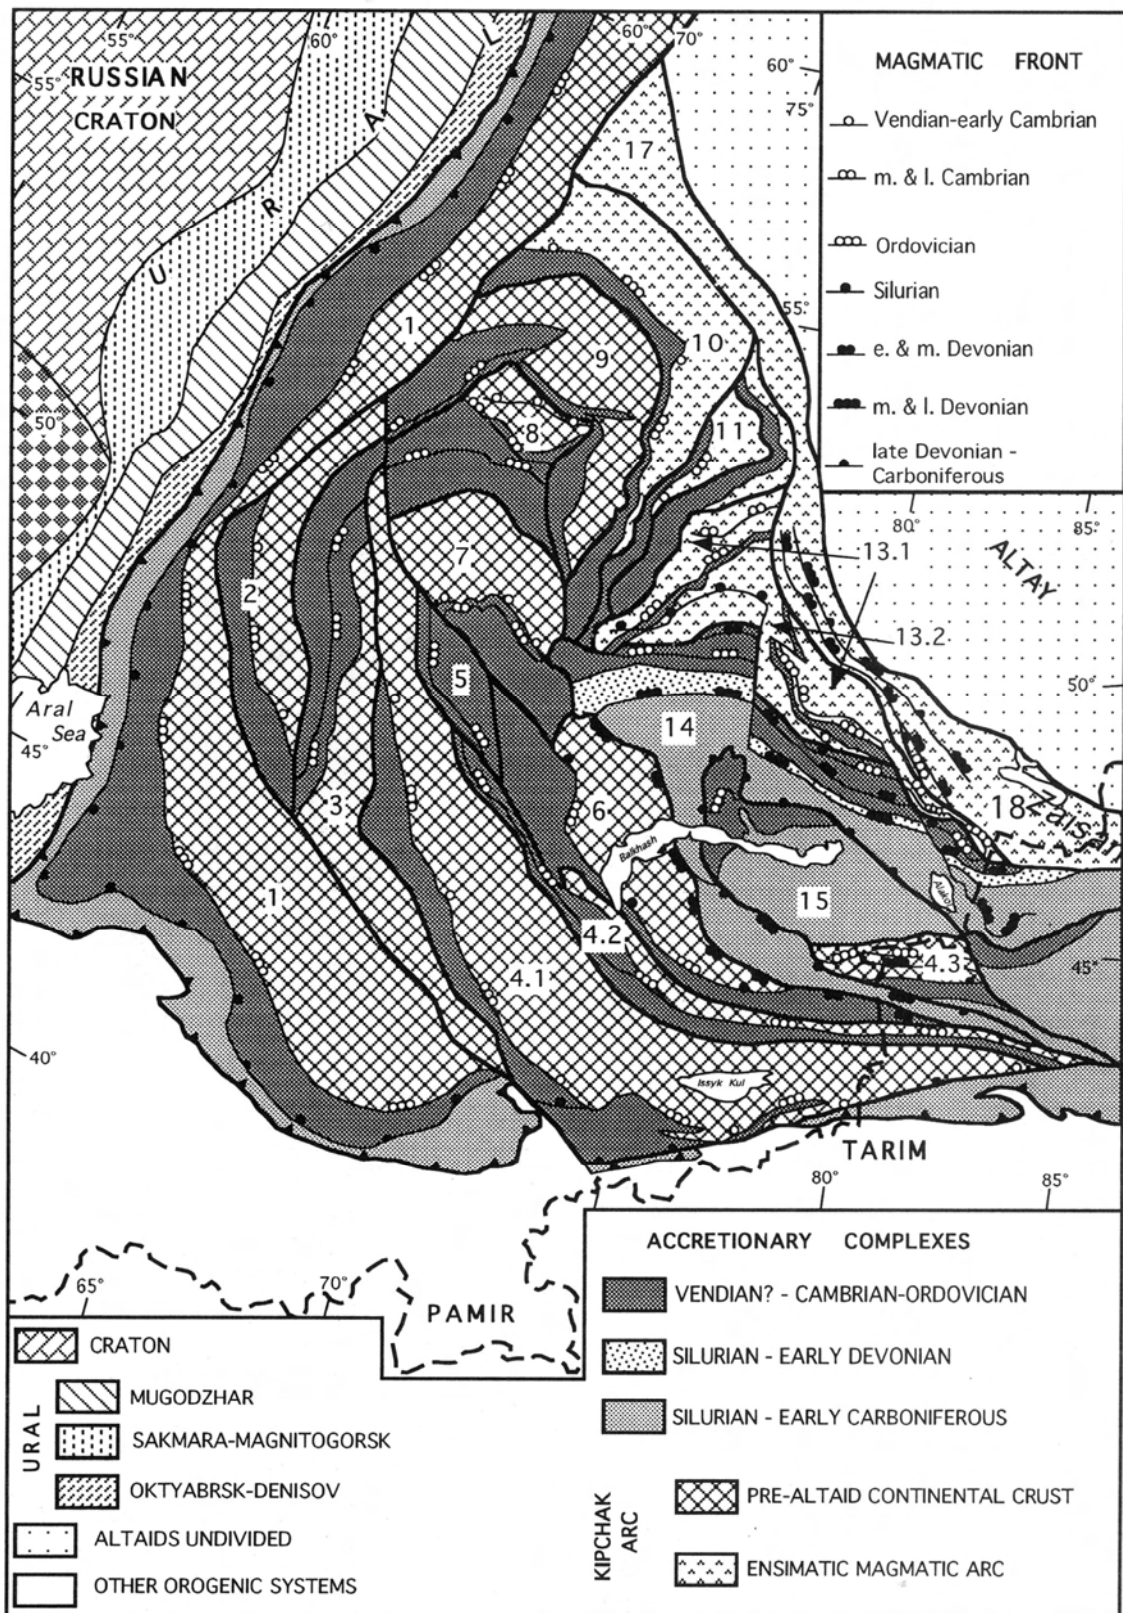 55°
60°
60°
70°
RUSSIAN
CRATON
55°
URAL
MAGMATIC FRONT
60°
75°
Vendian-early Cambrian
m. & l. Cambrian
Ordovician
Silurian
e. & m. Devonian
m. & l. Devonian
late Devonian -
Carboniferous
55°
17
1
10
9
8
11
50°
80°
85°
ALTAY
13.1
13.2
7
2
5
50°
Aral
Sea
45°
14
18
Zais
3
6
Balkhash
Alakol
1
15
4.2
4.3
4.1
45°
40°
Issyk Kul
TARIM
80°
85°
65°
70°
PAMIR
ACCRETIONARY COMPLEXES
VENDIAN? - CAMBRIAN-ORDOVICIAN
SILURIAN - EARLY DEVONIAN
SILURIAN - EARLY CARBONIFEROUS
KIPCHAK
ARC
PRE-ALTAID CONTINENTAL CRUST
ENSIMATIC MAGMATIC ARC
CRATON
URAL
MUGODZHAR
SAKMARA-MAGNITOGORSK
OKTYABRSK-DENISOV
ALTAIDS UNDIVIDED
OTHER OROGENIC SYSTEMS